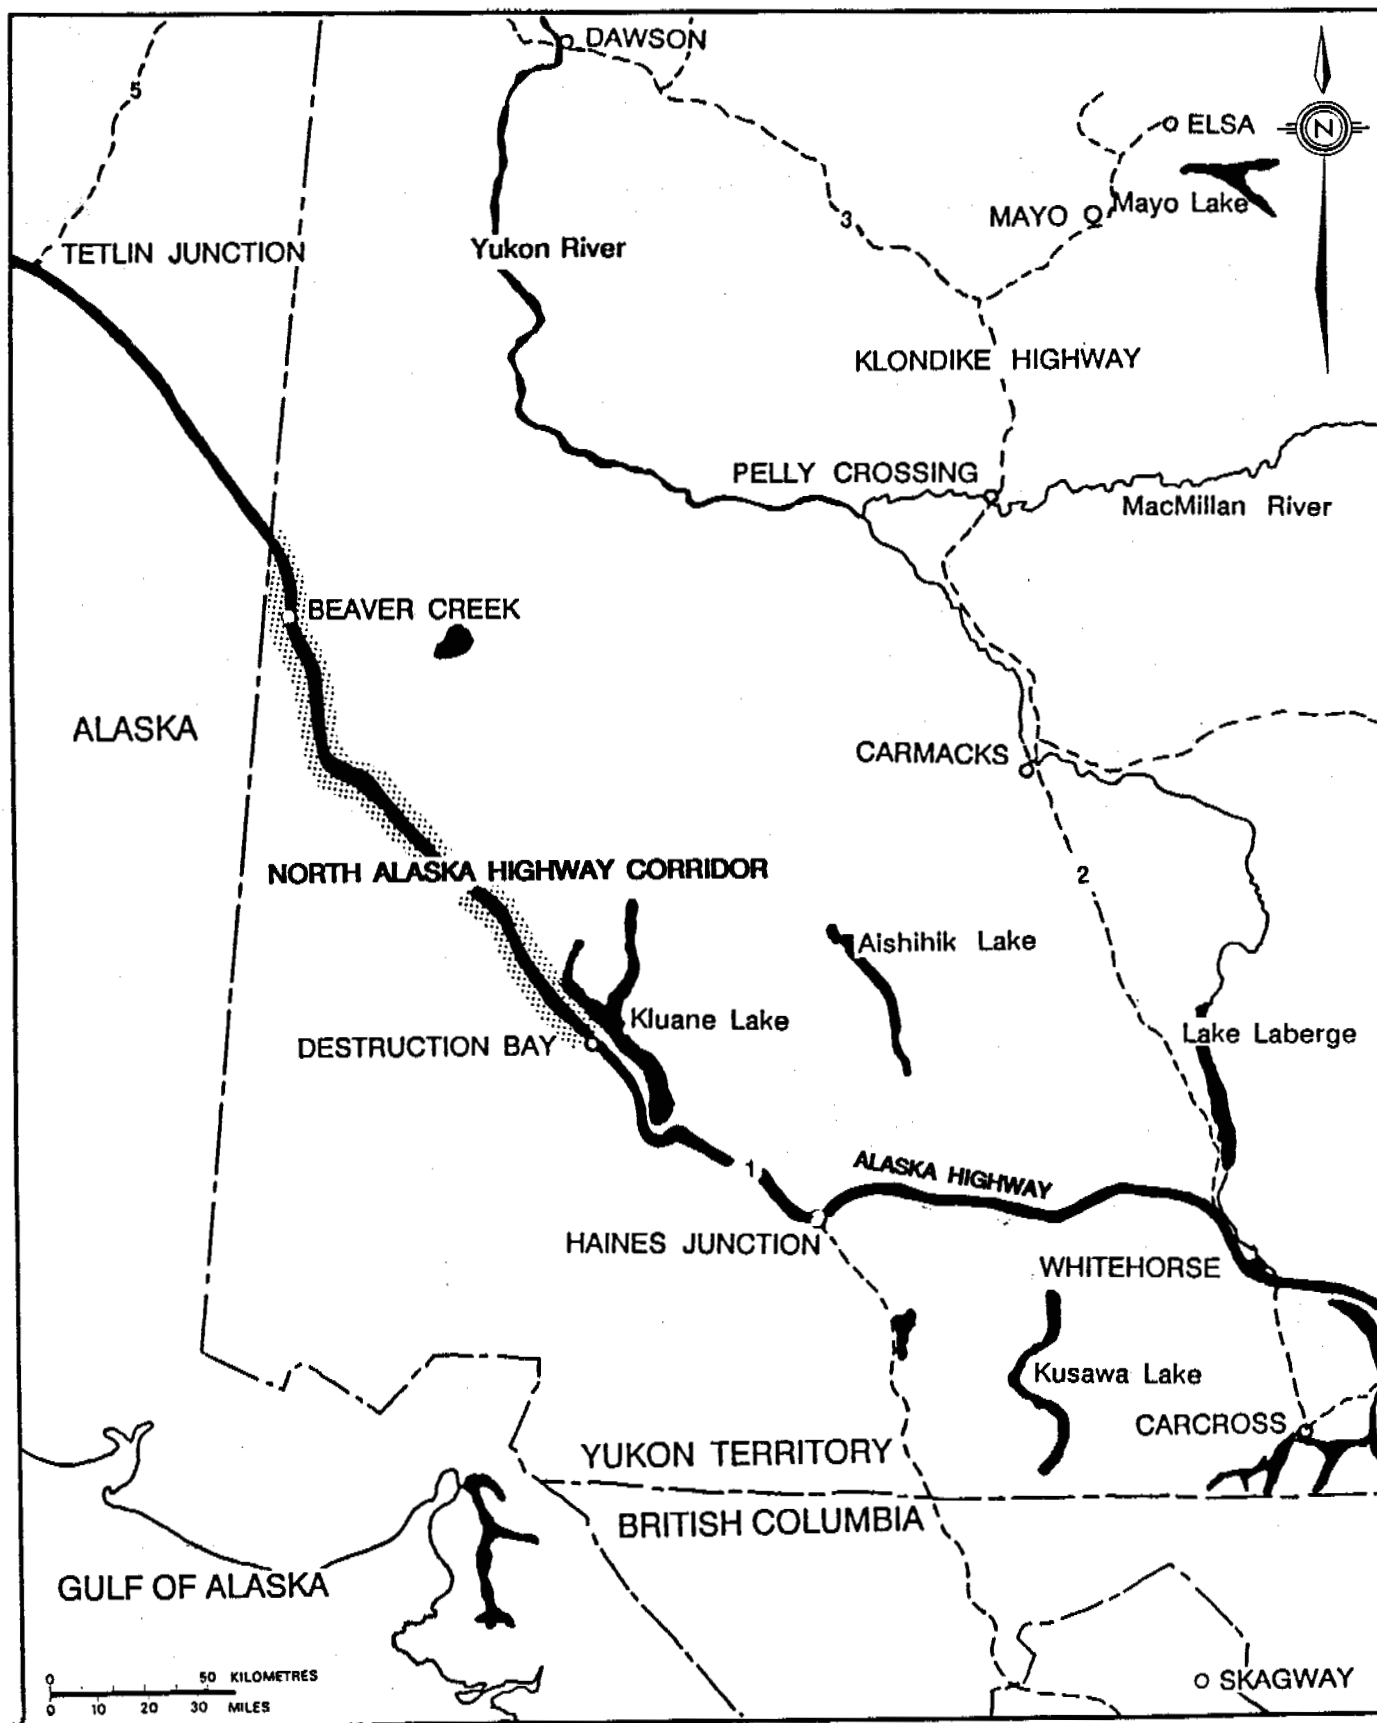 DAWSON
5
ELSA
N
3
MAYO
Mayo Lake
TETLIN JUNCTION
Yukon River
KLONDIKE HIGHWAY
PELLY CROSSING
MacMillan River
BEAVER CREEK
ALASKA
CARMACKS
NORTH ALASKA HIGHWAY CORRIDOR
2
Aishihik Lake
Kluane Lake
Lake Laberge
DESTRUCTION BAY
1
ALASKA HIGHWAY
HAINES JUNCTION
WHITEHORSE
Kusawa Lake
CARCROSS
YUKON TERRITORY
BRITISH COLUMBIA
GULF OF ALASKA
0 50 KILOMETRES
0 10 20 30 MILES
SKAGWAY